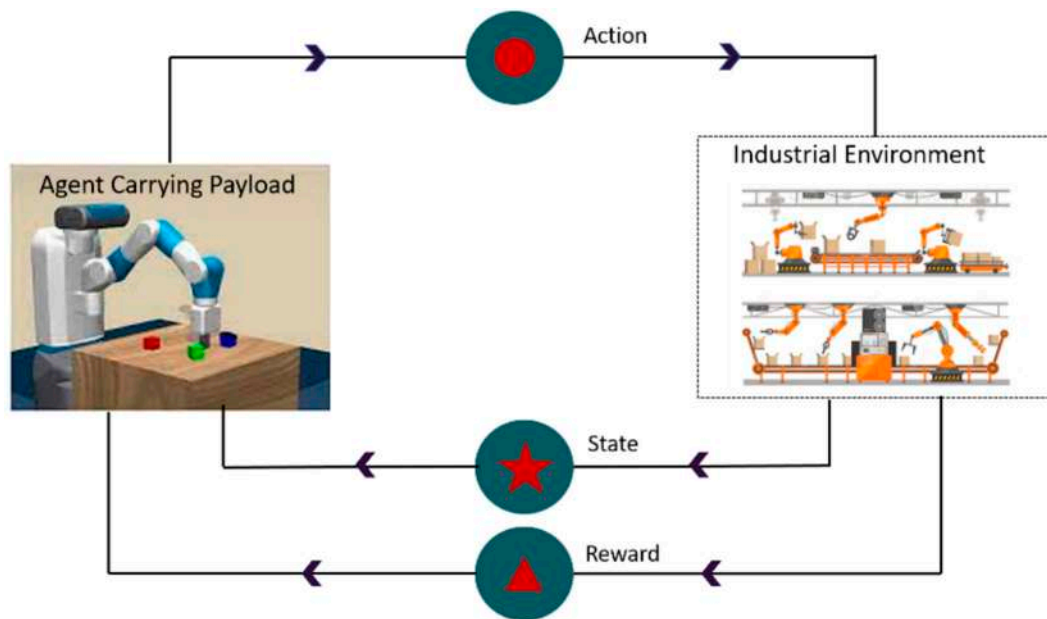 Action
Industrial Environment
Agent Carrying Payload
State
Reward